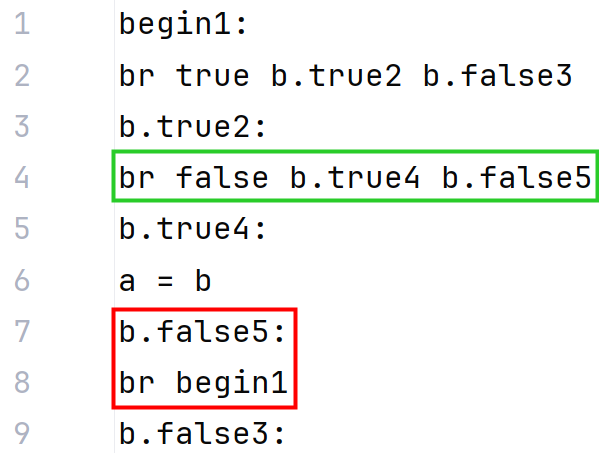 1 begin1:
2 br true b.true2 b.false3
3 b.true2:
4 br false b.true4 b.false5
5 b.true4:
6 a = b
7 b.false5:
8 br begin1
9 b.false3: